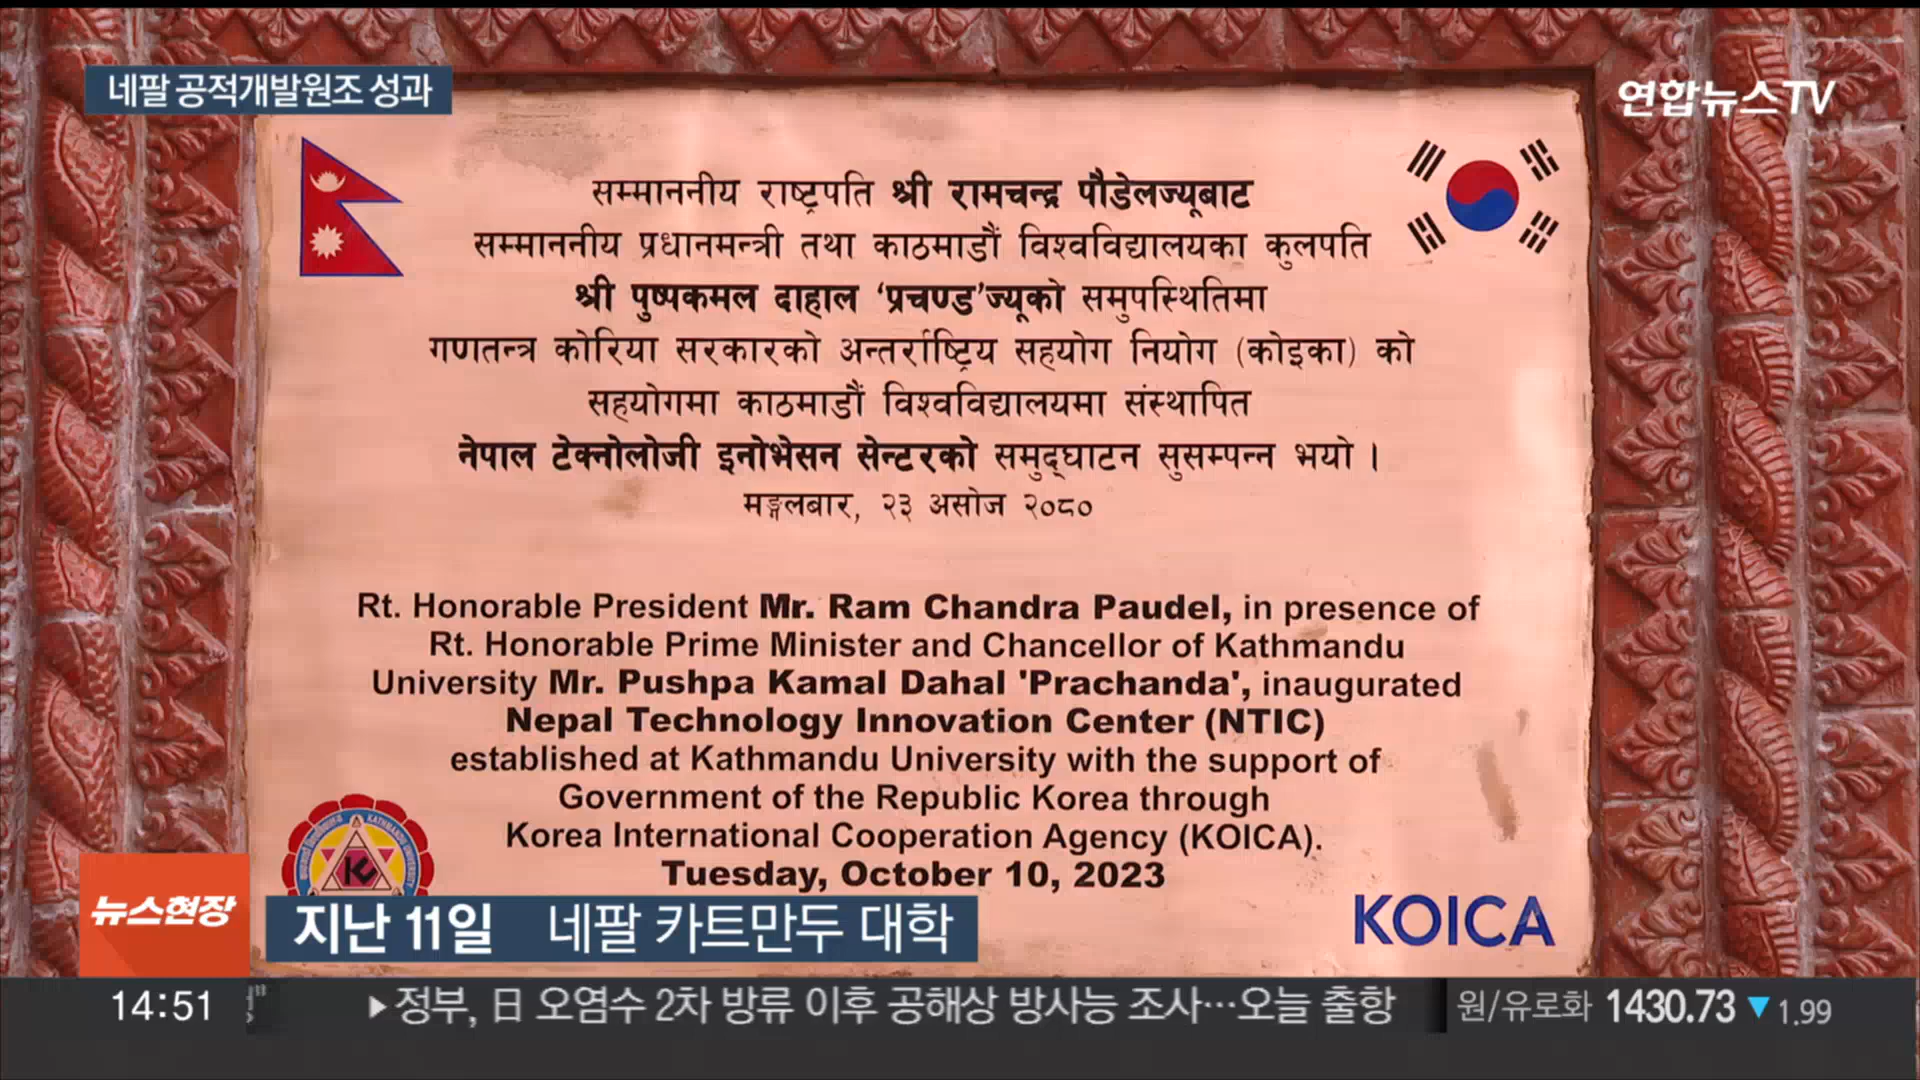 네팔 공적개발원조 성과
연합뉴스TV
सम्माननीय राष्ट्रपति श्री रामचन्द्र पौडेलज्यूबाट
सम्माननीय प्रधानमन्त्री तथा काठमाडौं विश्वविद्यालयका कुलपति
श्री पुष्पकमल दाहाल ‘प्रचण्ड’ज्यूको समुपस्थितिमा
गणतन्त्र कोरिया सरकारको अन्तर्राष्ट्रिय सहयोग नियोग (कोइका) को
सहयोगमा काठमाडौं विश्वविद्यालयमा संस्थापित
नेपाल टेक्नोलोजी इनोभेसन सेन्टरको समुद्घाटन सुसम्पन्न भयो ।
मङ्गलबार, २३ असोज २०८०
Rt. Honorable President Mr. Ram Chandra Paudel, in presence of
Rt. Honorable Prime Minister and Chancellor of Kathmandu
University Mr. Pushpa Kamal Dahal 'Prachanda', inaugurated
Nepal Technology Innovation Center (NTIC)
established at Kathmandu University with the support of
Government of the Republic Korea through
Korea International Cooperation Agency (KOICA).
Tuesday, October 10, 2023
KATHMANDU UNIVERSITY
KU
KOICA
뉴스현장
지난 11일 네팔 카트만두 대학
14:51 ▶정부, 日 오염수 2차 방류 이후 공해상 방사능 조사…오늘 출항 원/유로화 1430.73 ▼ 1.99